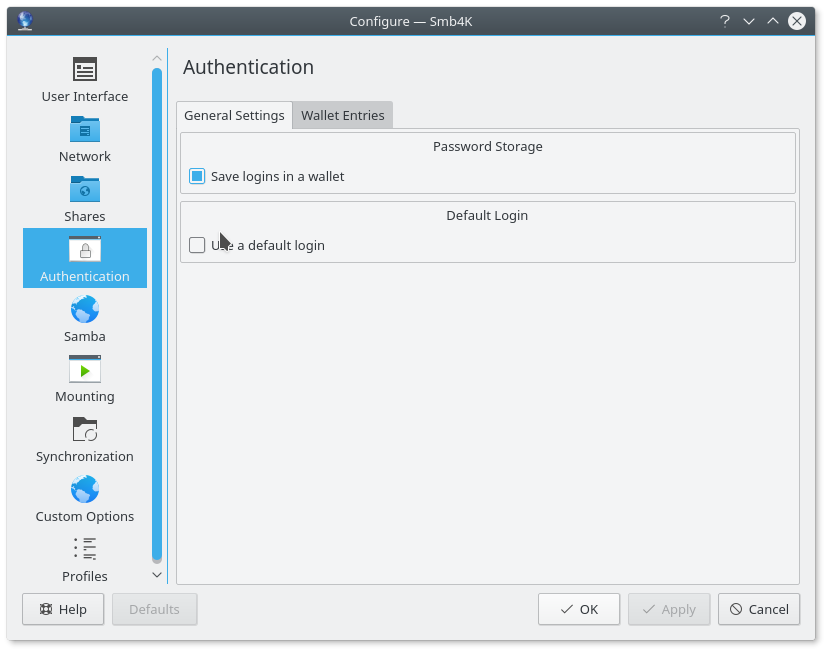 Configure — Smb4K
?
User Interface
Network
Shares
Authentication
Samba
Mounting
Synchronization
Custom Options
Profiles
Authentication
General Settings
Wallet Entries
Password Storage
Save logins in a wallet
Default Login
Use a default login
Help
Defaults
OK
Apply
Cancel